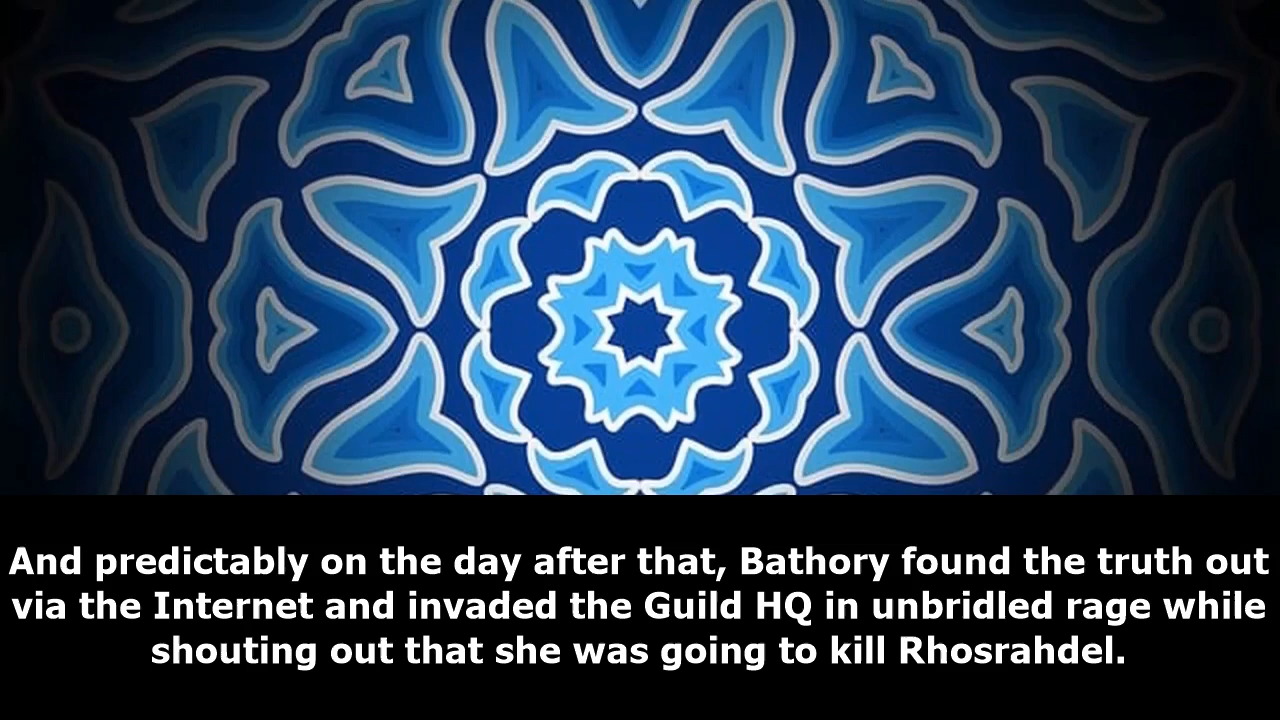 And predictably on the day after that, Bathory found the truth out
via the Internet and invaded the Guild HQ in unbridled rage while
shouting out that she was going to kill Rhosrahdel.